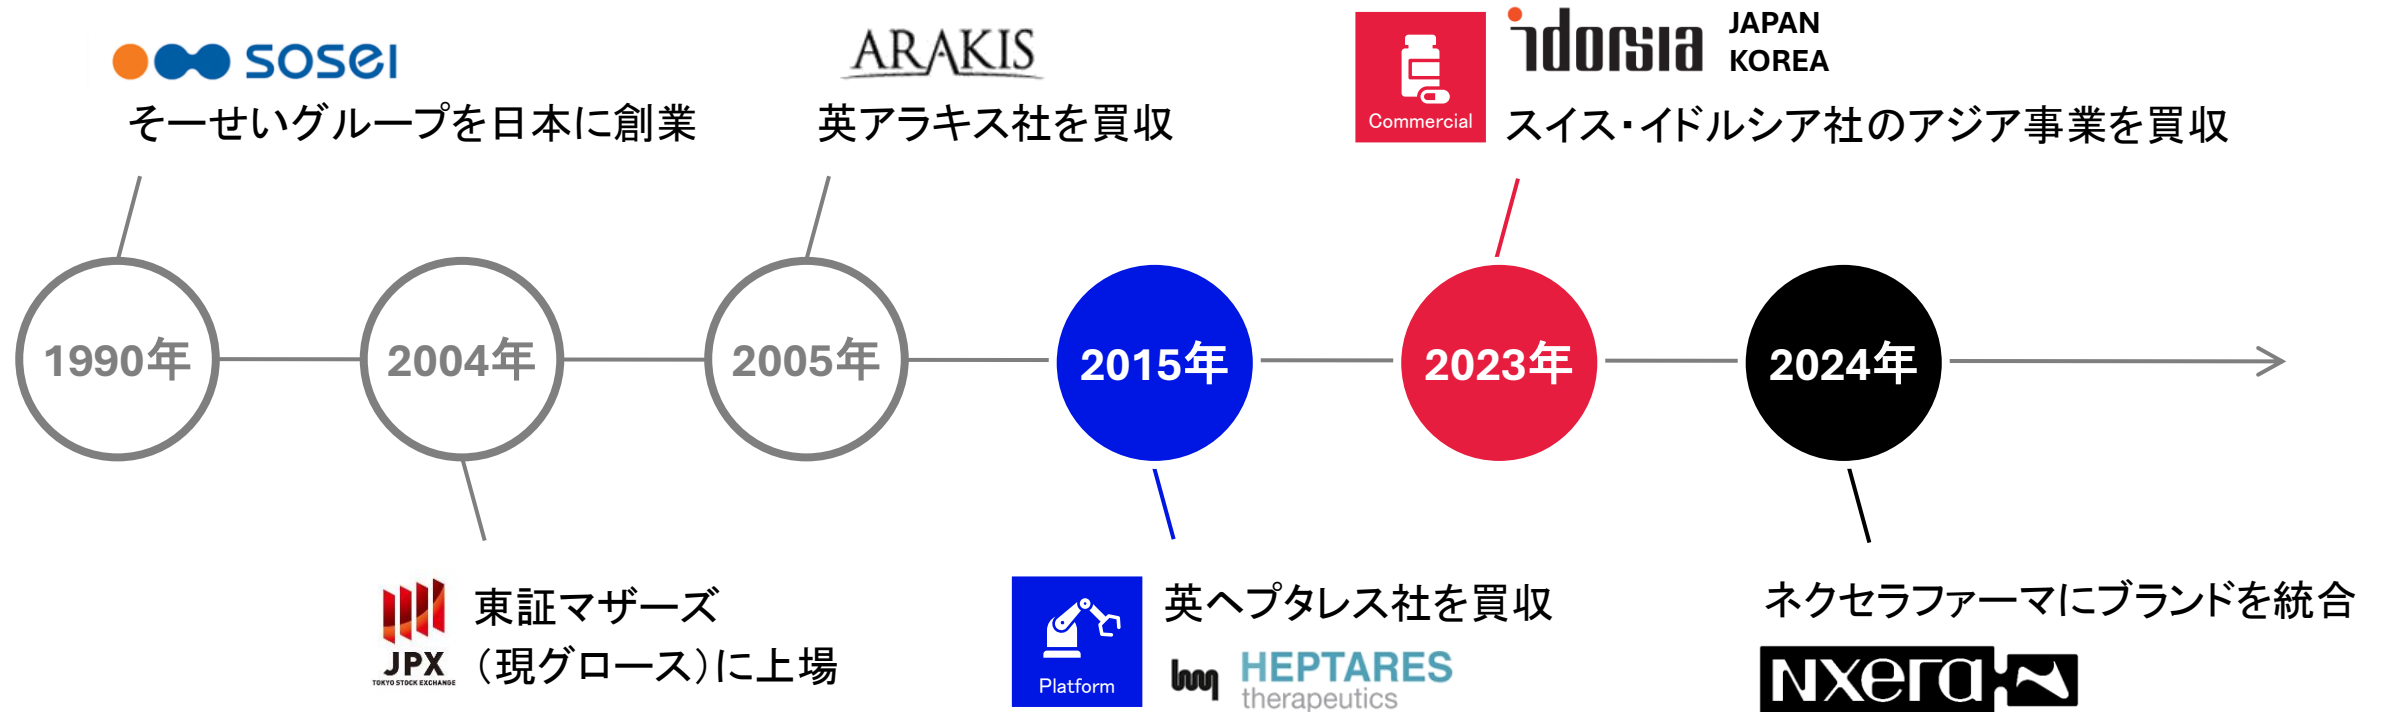 sosei
そーせいグループを日本に創業
ARAKIS
英アラキス社を買収
Commercial
idorsia
JAPAN
KOREA
スイス・イドルシア社のアジア事業を買収
1990年
2004年
2005年
2015年
2023年
2024年
JPX
TOKYO STOCK EXCHANGE
東証マザーズ
（現グロース）に上場
Platform
英ヘプタレス社を買収
HEPTARES
therapeutics
ネクセラファーマにブランドを統合
nxera